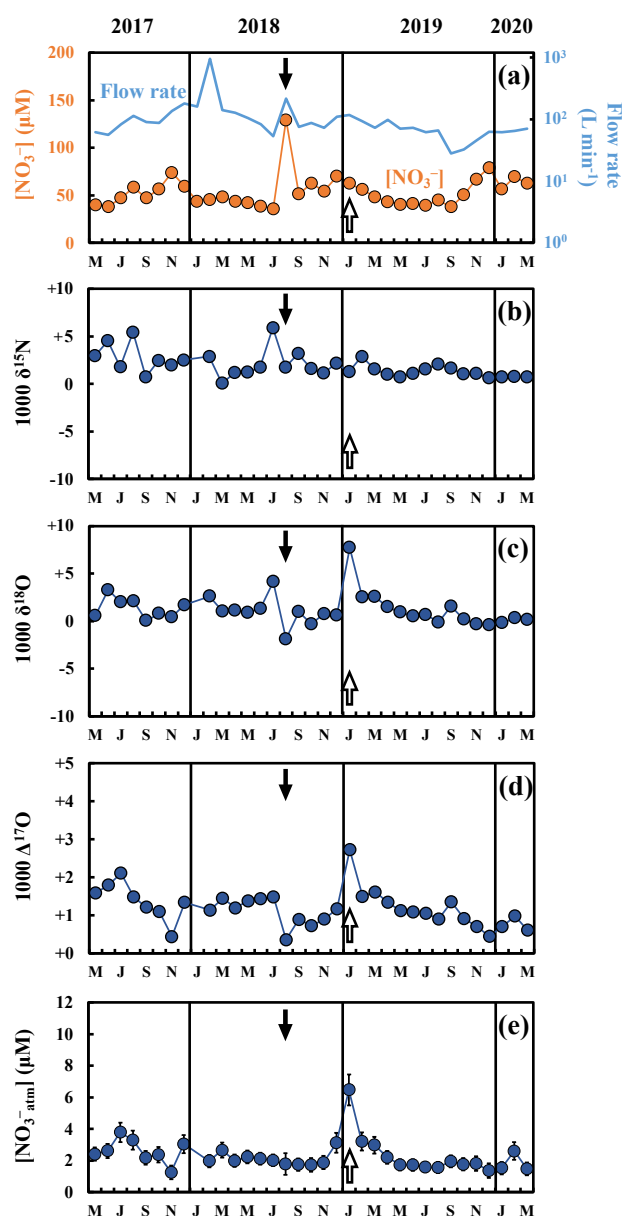 2017 2018 2019 2020
200 (a) 10³
Flow rate
150
[NO₃⁻] (µM) 10² Flow rate (L min⁻¹)
100
[NO₃⁻]
50 10¹
0 10⁰
M J S N J M M J S N J M M J S N J M
+10 (b)
+5
1000 δ¹⁵N
0
-5
-10
M J S N J M M J S N J M M J S N J M
+10 (c)
+5
1000 δ¹⁸O
0
-5
-10
M J S N J M M J S N J M M J S N J M
+5 (d)
+4
+3
1000 Δ¹⁷O
+2
+1
+0
M J S N J M M J S N J M M J S N J M
12 (e)
10
8
[NO₃⁻atm] (µM)
6
4
2
0
M J S N J M M J S N J M M J S N J M